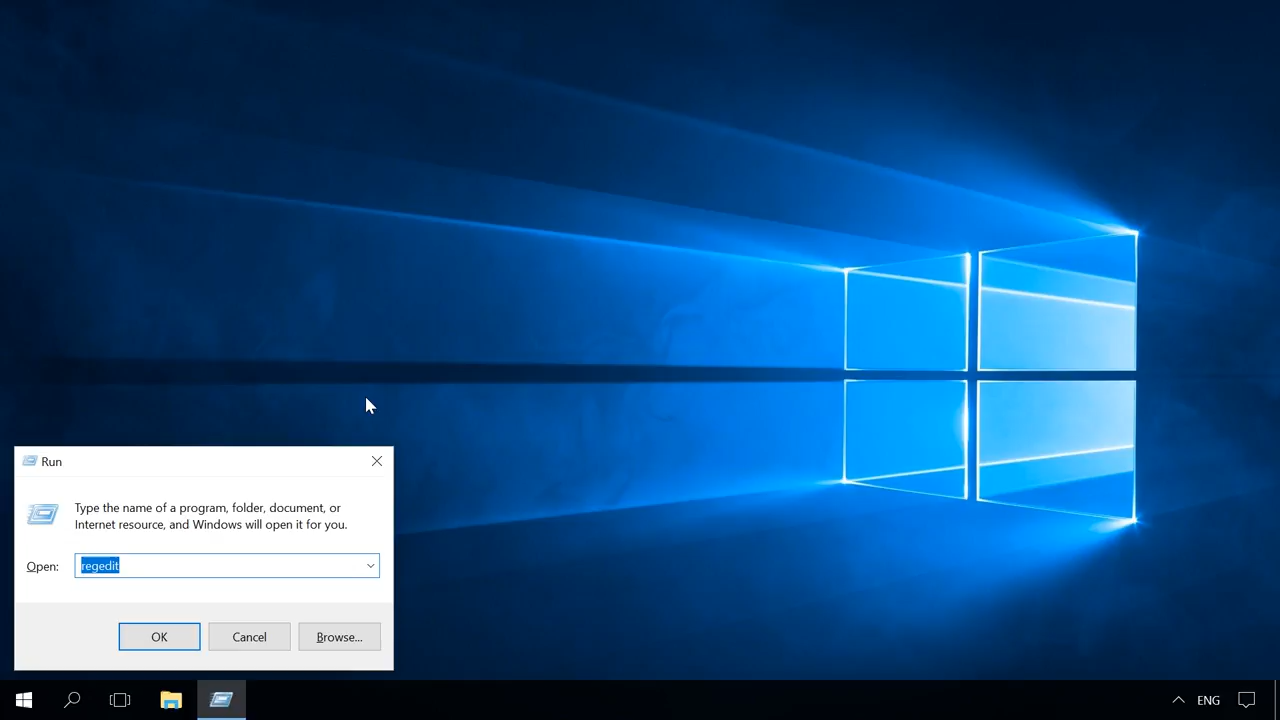 Run
Type the name of a program, folder, document, or
Internet resource, and Windows will open it for you.
Open: regedit
OK Cancel Browse...
ENG